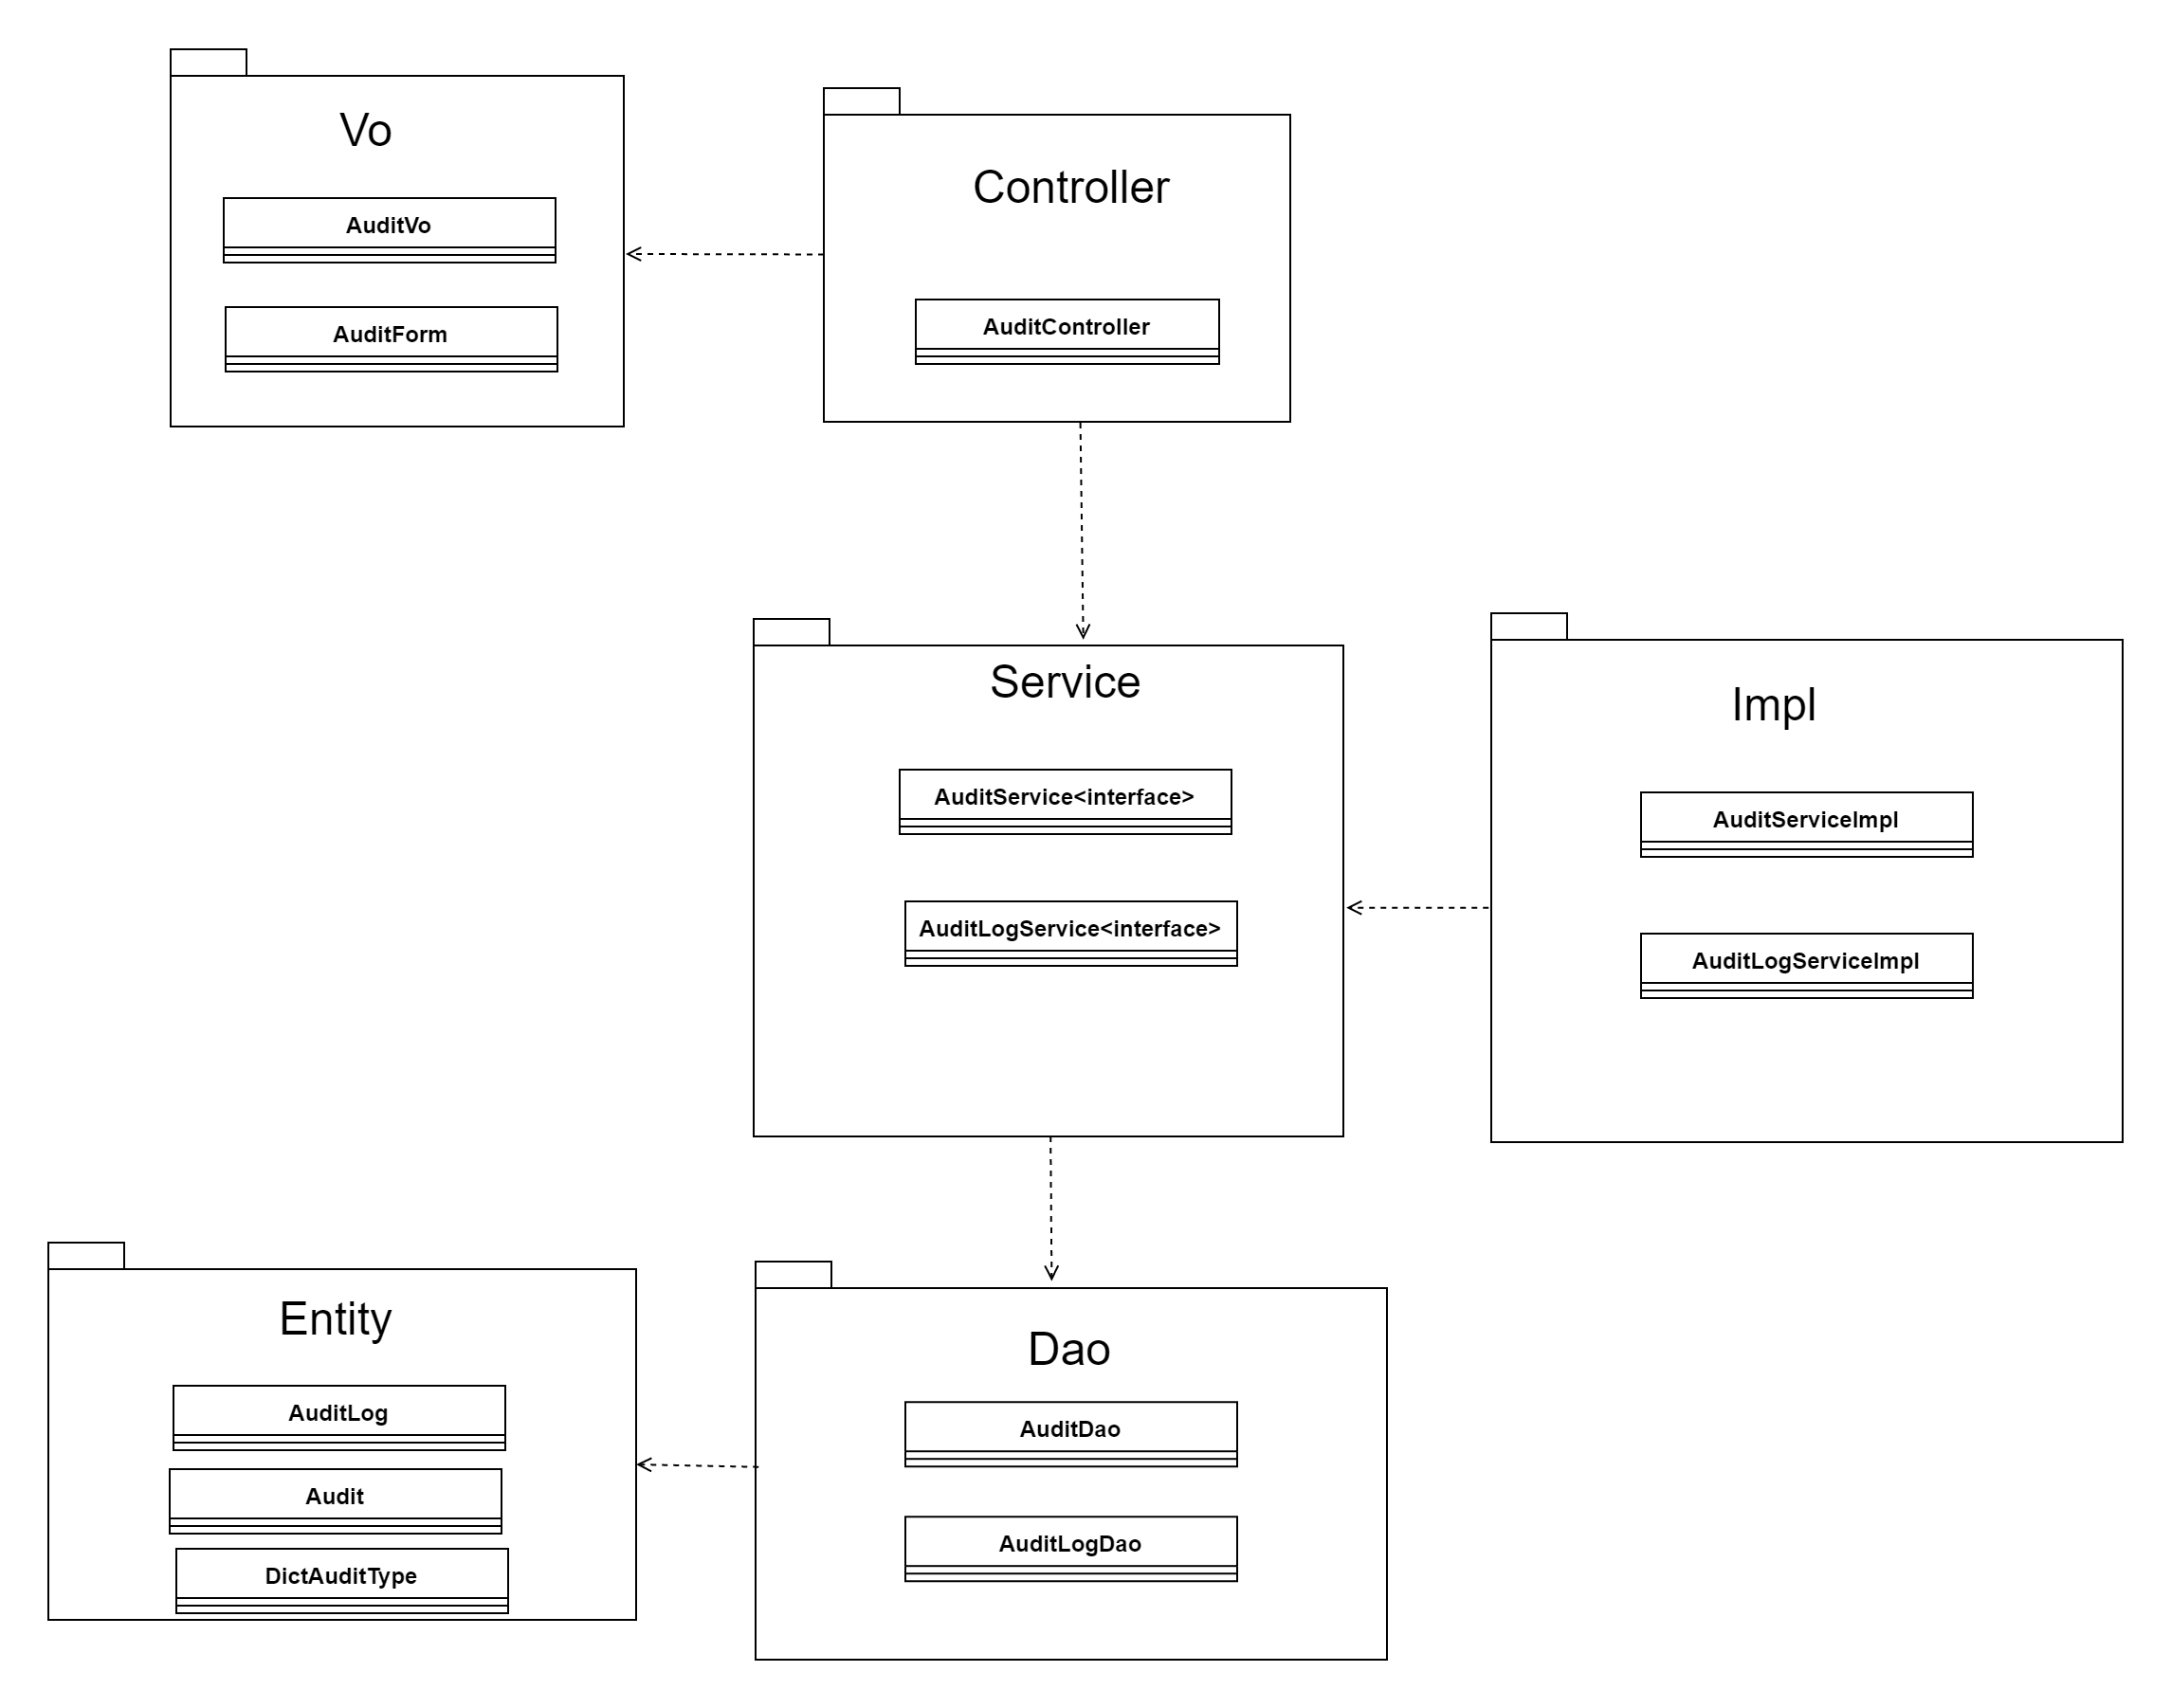 Vo
AuditVo
AuditForm
Controller
AuditController
Service
AuditService<interface>
AuditLogService<interface>
Impl
AuditServiceImpl
AuditLogServiceImpl
Entity
AuditLog
Audit
DictAuditType
Dao
AuditDao
AuditLogDao